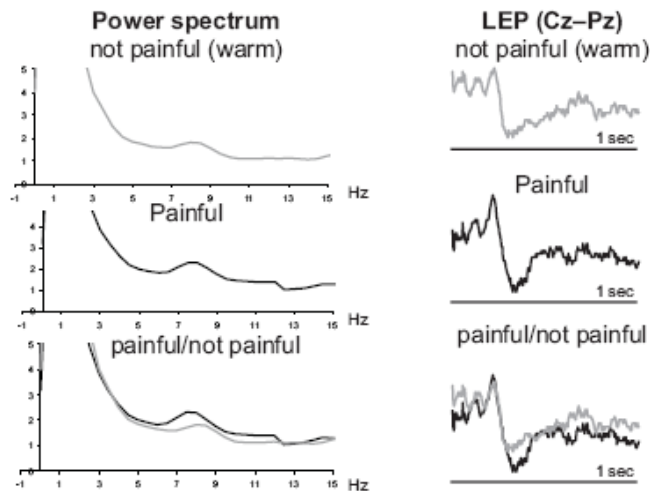 Power spectrum
not painful (warm)
5
4
3
2
1
0
-1 1 3 5 7 9 11 13 15 Hz
Painful
4
3
2
1
0
-1 1 3 5 7 9 11 13 15 Hz
painful/not painful
5
4
3
2
1
0
-1 1 3 5 7 9 11 13 15 Hz
LEP (Cz–Pz)
not painful (warm)
1 sec
Painful
1 sec
painful/not painful
1 sec